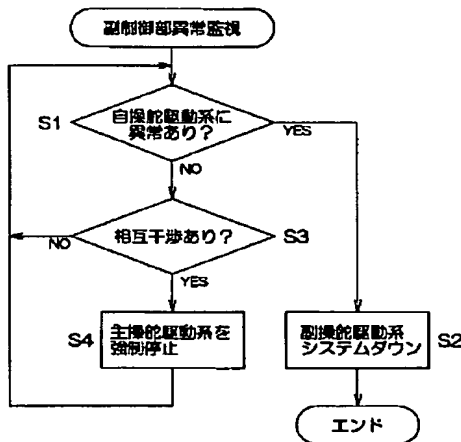 副制御部異常監視
S1
自操舵駆動系に
異常あり?
YES
NO
相互干渉あり?
S3
NO
YES
S4
主操舵駆動系を
強制停止
副操舵駆動系
システムダウン
S2
エンド